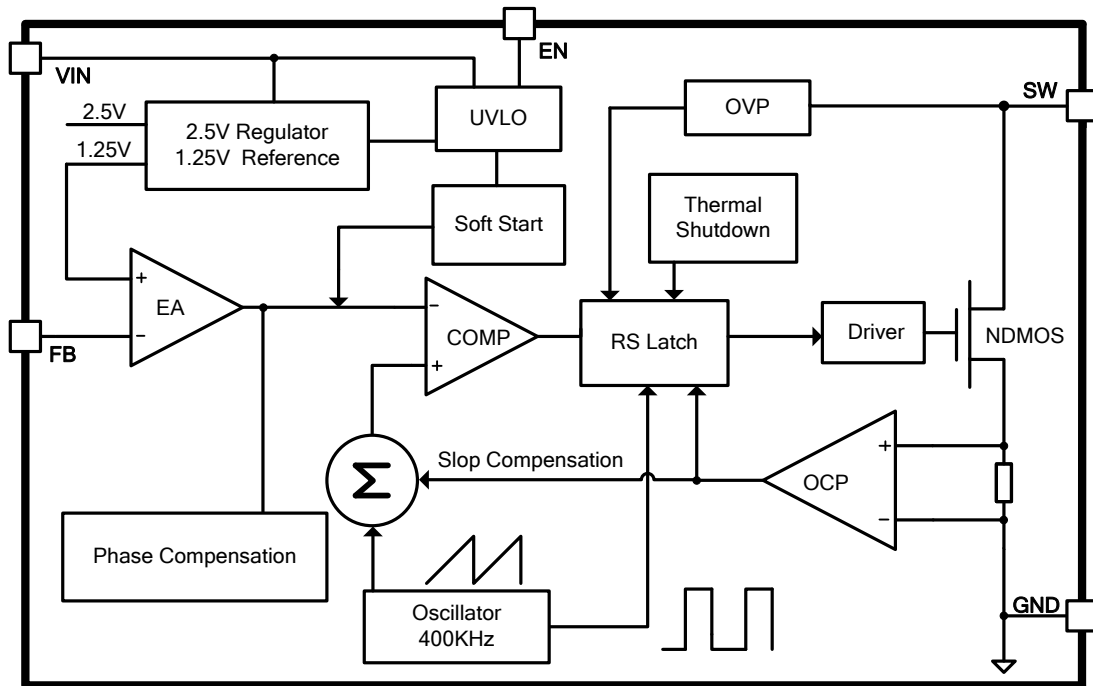 EN
VIN
SW
2.5V
2.5V Regulator
1.25V Reference
UVLO
OVP
1.25V
Soft Start
Thermal
Shutdown
+
EA
−
FB
−
COMP
+
RS Latch
Driver
NDMOS
Slop Compensation
Σ
+
OCP
−
Phase Compensation
Oscillator
400KHz
GND